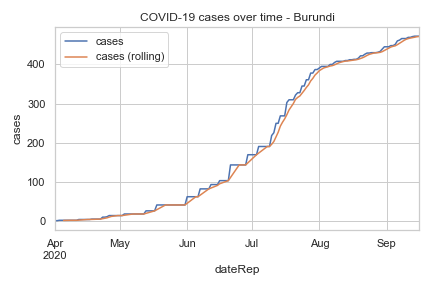 COVID-19 cases over time - Burundi
cases
cases (rolling)
400
300
200
100
0
cases
Apr
2020
May
Jun
Jul
Aug
Sep
dateRep